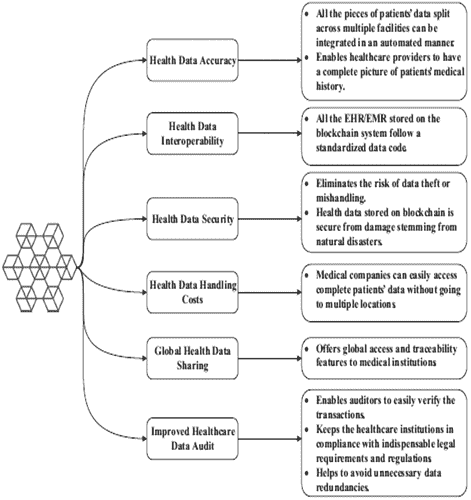 Health Data Accuracy
• All the pieces of patients' data split
across multiple facilities can be
integrated in an automated manner.
• Enables healthcare providers to have
a complete picture of patients' medical
history.
Health Data
Interoperability
• All the EHR/EMR stored on the
blockchain system follow a
standardized data code.
Health Data Security
• Eliminates the risk of data theft or
mishandling.
• Health data stored on blockchain is
secure from damage stemming from
natural disasters.
Health Data Handling
Costs
• Medical companies can easily access
complete patients' data without going
to multiple locations.
Global Health Data
Sharing
• Offers global access and traceability
features to medical institutions.
Improved Healthcare
Data Audit
• Enables auditors to easily verify the
transactions.
• Keeps the healthcare institutions in
compliance with indispensable legal
requirements and regulations.
• Helps to avoid unnecessary data
redundancies.